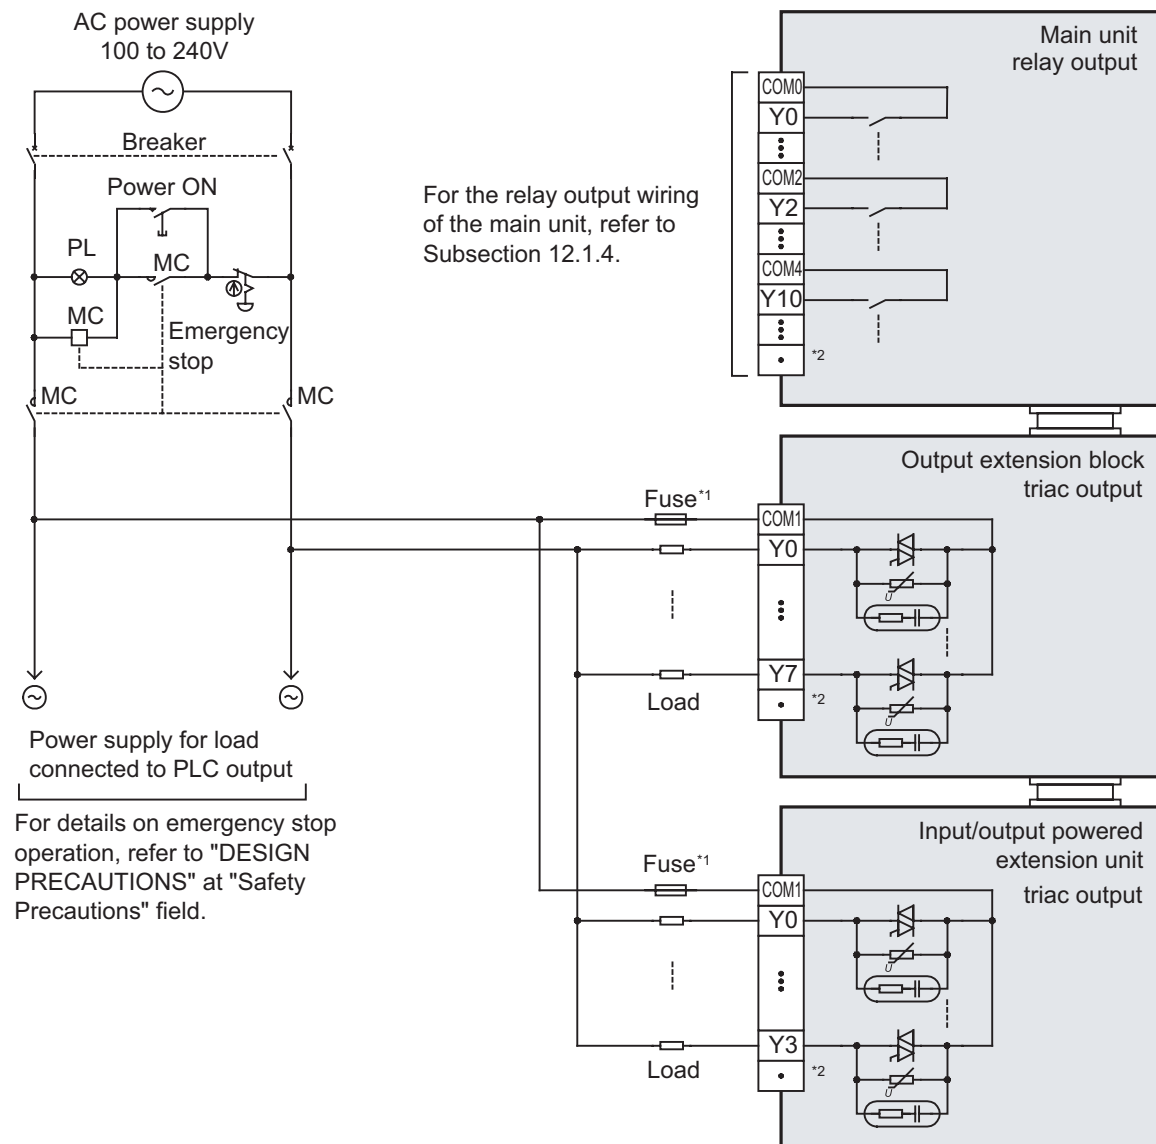 AC power supply
100 to 240V
Breaker
Power ON
PL
MC
MC
Emergency
stop
MC
MC
Power supply for load
connected to PLC output
For details on emergency stop
operation, refer to "DESIGN
PRECAUTIONS" at "Safety
Precautions" field.
For the relay output wiring
of the main unit, refer to
Subsection 12.1.4.
Main unit
relay output
COM0
Y0
COM2
Y2
COM4
Y10
*2
Output extension block
triac output
Fuse*1
COM1
Y0
U
Y7
Load
*2
U
Input/output powered
extension unit
triac output
Fuse*1
COM1
Y0
U
Y3
Load
*2
U